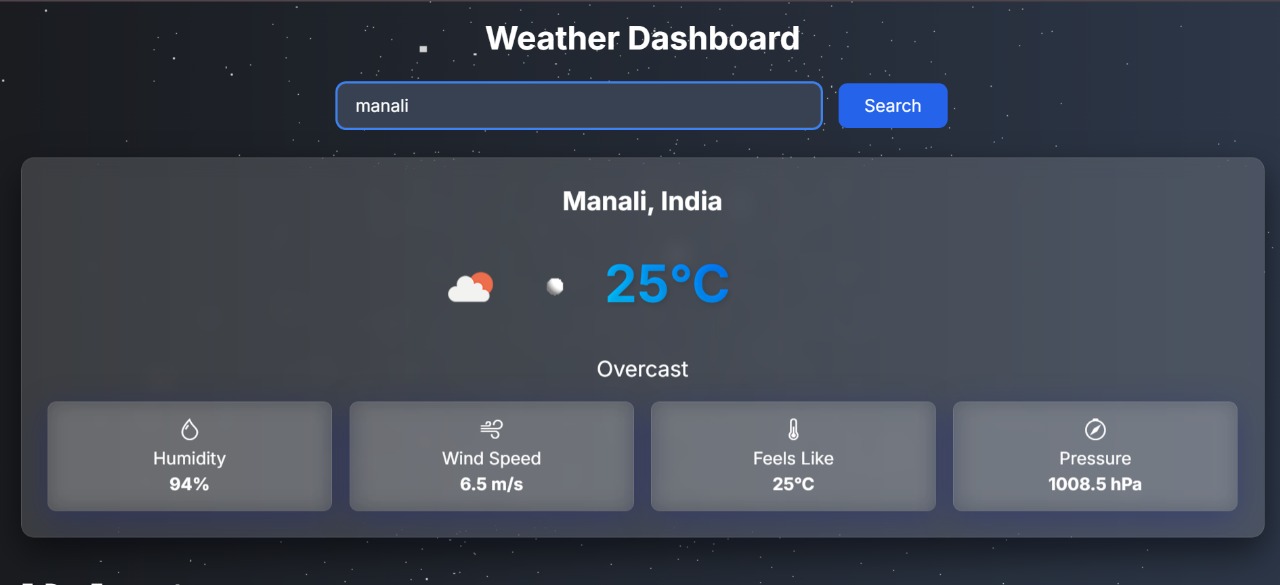 Weather Dashboard
manali
Search
Manali, India
25°C
Overcast
Humidity
94%
Wind Speed
6.5 m/s
Feels Like
25°C
Pressure
1008.5 hPa